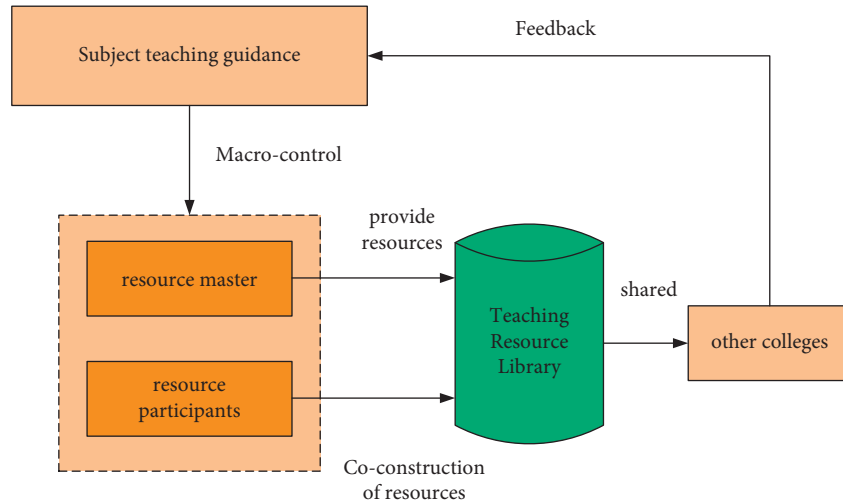 Feedback
Subject teaching guidance
Macro-control
provide
resources
resource master
shared
Teaching
Resource
Library
other colleges
resource
participants
Co-construction
of resources